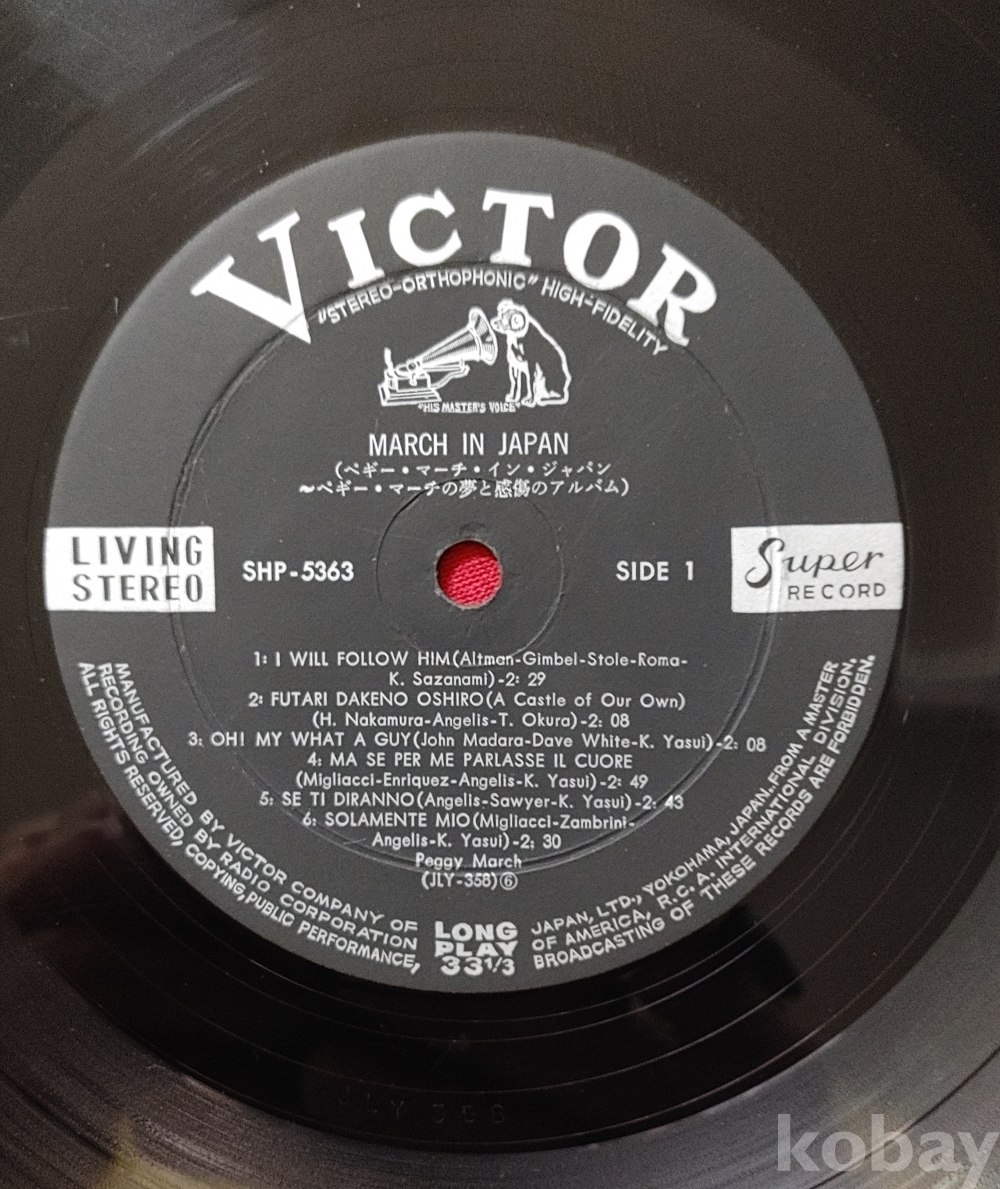 VICTOR
"STEREO-ORTHOPHONIC" HIGH-FIDELITY
"HIS MASTER'S VOICE"
MARCH IN JAPAN
(ペギー・マーチ・イン・ジャパン
~ペギー・マーチの夢と感傷のアルバム)
LIVING
STEREO
SHP-5363
SIDE 1
Super
RECORD
1: I WILL FOLLOW HIM(Altman-Gimbel-Stole-Roma-
K. Sazanami)-2: 29
2: FUTARI DAKENO OSHIRO(A Castle of Our Own)
(H. Nakamura-Angelis-T. Okura)-2: 08
3: OH! MY WHAT A GUY(John Madara-Dave White-K. Yasui)-2: 08
4: MA SE PER ME PARLASSE IL CUORE
(Migliacci-Enriquez-Angelis-K. Yasui)-2: 49
5: SE TI DIRANNO(Angelis-Sawyer-K. Yasui)-2: 43
6: SOLAMENTE MIO(Migliacci-Zambrini-
Angelis-K. Yasui)-2: 30
Peggy March
(JLY-358)⑥
MANUFACTURED BY VICTOR COMPANY OF JAPAN, LTD., YOKOHAMA, JAPAN. FROM A MASTER
RECORDING OWNED BY RADIO CORPORATION OF AMERICA, R.C.A. INTERNATIONAL DIVISION.
ALL RIGHTS RESERVED, COPYING, PUBLIC PERFORMANCE, BROADCASTING OF THESE RECORDS ARE FORBIDDEN.
LONG
PLAY
33 1/3
JLY 358
kobay